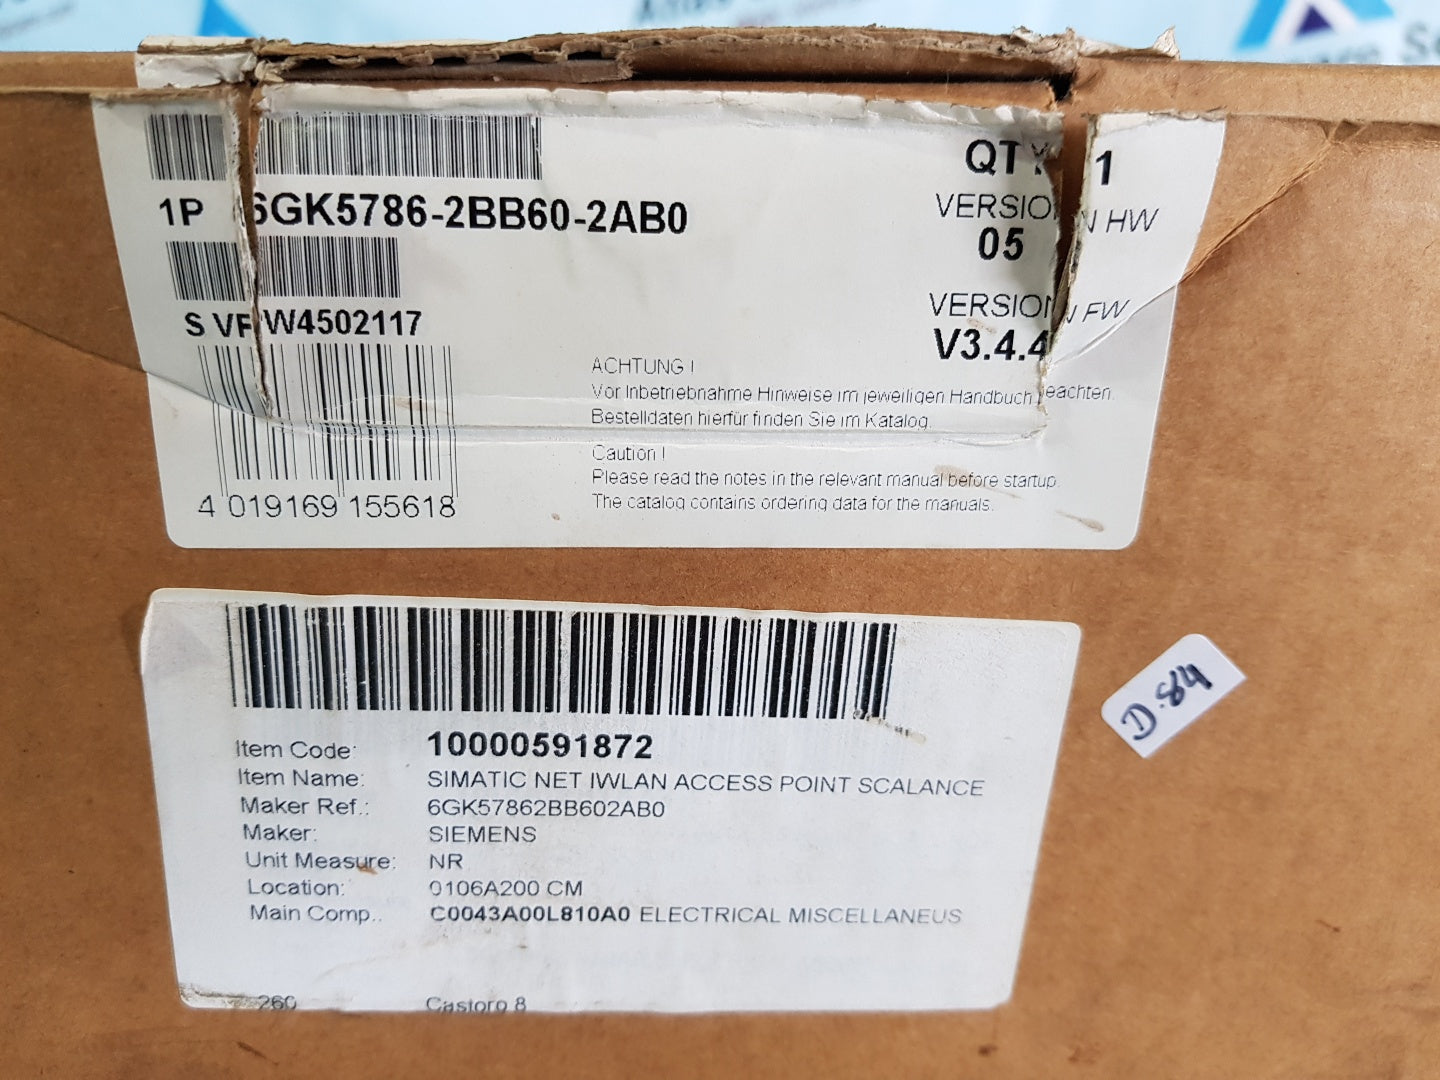 1P 6GK5786-2BB60-2AB0
QTY 1
VERSION HW
05
S VPW4502117
VERSION FW
V3.4.4
ACHTUNG !
Vor Inbetriebnahme Hinweise im jeweiligen Handbuch beachten.
Bestelldaten hierfür finden Sie im Katalog.
Caution !
Please read the notes in the relevant manual before startup.
The catalog contains ordering data for the manuals.
4 019169 155618
Item Code: 10000591872
Item Name: SIMATIC NET IWLAN ACCESS POINT SCALANCE
Maker Ref.: 6GK57862BB602AB0
Maker: SIEMENS
Unit Measure: NR
Location: 0106A200 CM
Main Comp.. C0043A00L810A0 ELECTRICAL MISCELLANEUS
260 Castoro 8
D.84